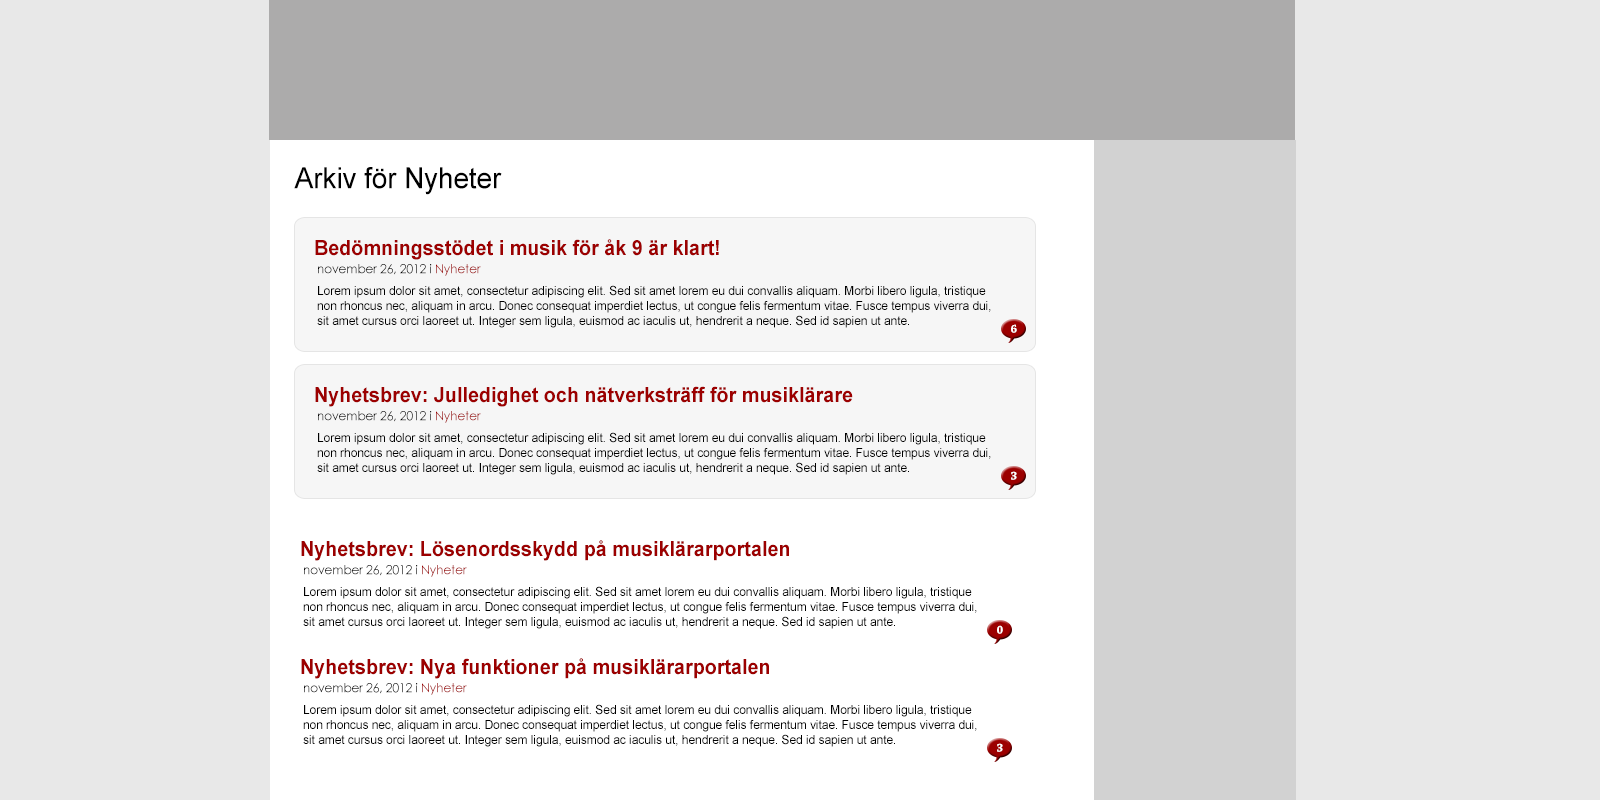 Arkiv för Nyheter
Bedömningsstödet i musik för åk 9 är klart!
november 26, 2012 i Nyheter
Lorem ipsum dolor sit amet, consectetur adipiscing elit. Sed sit amet lorem eu dui convallis aliquam. Morbi libero ligula, tristique
non rhoncus nec, aliquam in arcu. Donec consequat imperdiet lectus, ut congue felis fermentum vitae. Fusce tempus viverra dui,
sit amet cursus orci laoreet ut. Integer sem ligula, euismod ac iaculis ut, hendrerit a neque. Sed id sapien ut ante.
6
Nyhetsbrev: Julledighet och nätverksträff för musiklärare
november 26, 2012 i Nyheter
Lorem ipsum dolor sit amet, consectetur adipiscing elit. Sed sit amet lorem eu dui convallis aliquam. Morbi libero ligula, tristique
non rhoncus nec, aliquam in arcu. Donec consequat imperdiet lectus, ut congue felis fermentum vitae. Fusce tempus viverra dui,
sit amet cursus orci laoreet ut. Integer sem ligula, euismod ac iaculis ut, hendrerit a neque. Sed id sapien ut ante.
3
Nyhetsbrev: Lösenordsskydd på musiklärarportalen
november 26, 2012 i Nyheter
Lorem ipsum dolor sit amet, consectetur adipiscing elit. Sed sit amet lorem eu dui convallis aliquam. Morbi libero ligula, tristique
non rhoncus nec, aliquam in arcu. Donec consequat imperdiet lectus, ut congue felis fermentum vitae. Fusce tempus viverra dui,
sit amet cursus orci laoreet ut. Integer sem ligula, euismod ac iaculis ut, hendrerit a neque. Sed id sapien ut ante.
0
Nyhetsbrev: Nya funktioner på musiklärarportalen
november 26, 2012 i Nyheter
Lorem ipsum dolor sit amet, consectetur adipiscing elit. Sed sit amet lorem eu dui convallis aliquam. Morbi libero ligula, tristique
non rhoncus nec, aliquam in arcu. Donec consequat imperdiet lectus, ut congue felis fermentum vitae. Fusce tempus viverra dui,
sit amet cursus orci laoreet ut. Integer sem ligula, euismod ac iaculis ut, hendrerit a neque. Sed id sapien ut ante.
3